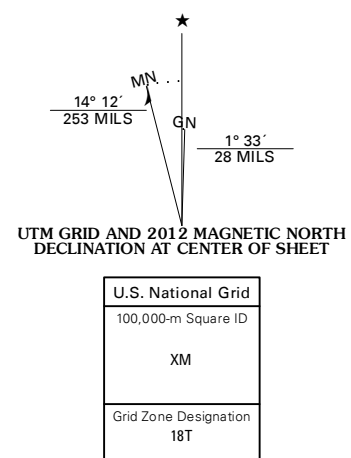 MN
14° 12´
253 MILS
GN
1° 33´
28 MILS
UTM GRID AND 2012 MAGNETIC NORTH
DECLINATION AT CENTER OF SHEET
U.S. National Grid
100,000-m Square ID
XM
Grid Zone Designation
18T